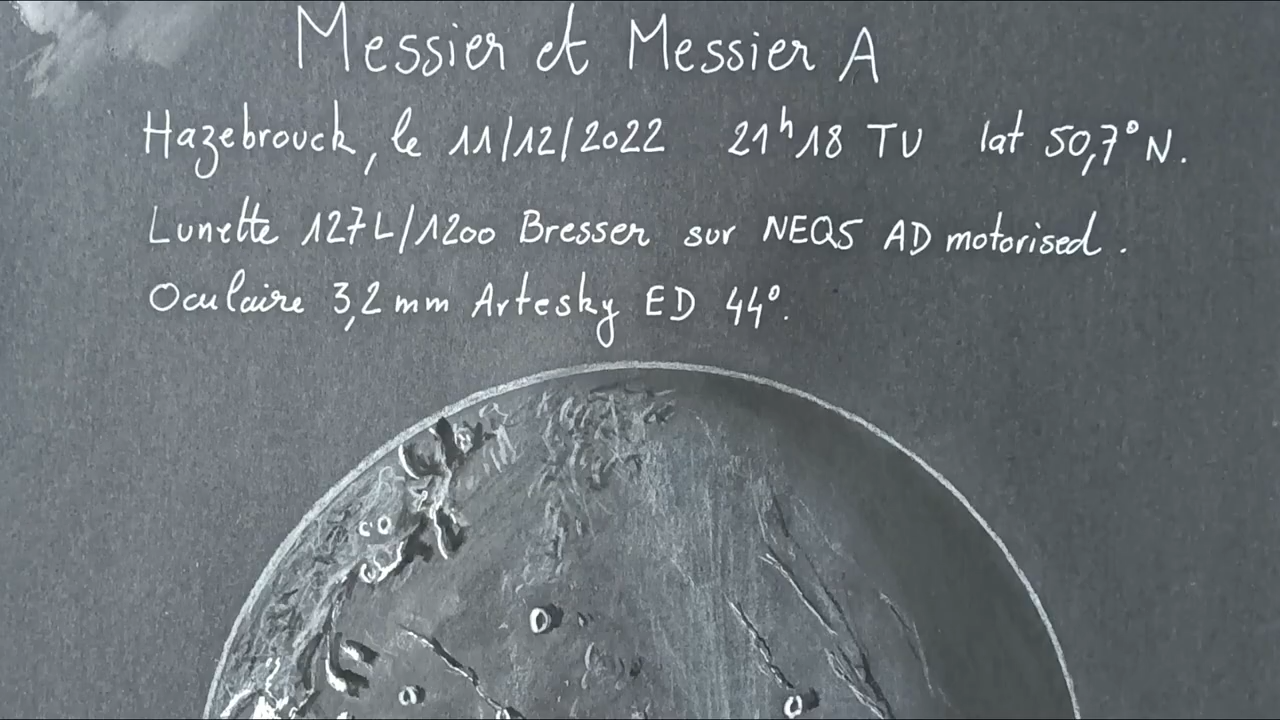 Messier et Messier A
Hazebrouck, le 11/12/2022 21h18 TU lat 50,7° N.
Lunette 127L/1200 Bresser sur NEQ5 AD motorised.
Oculaire 3,2 mm Artesky ED 44°.